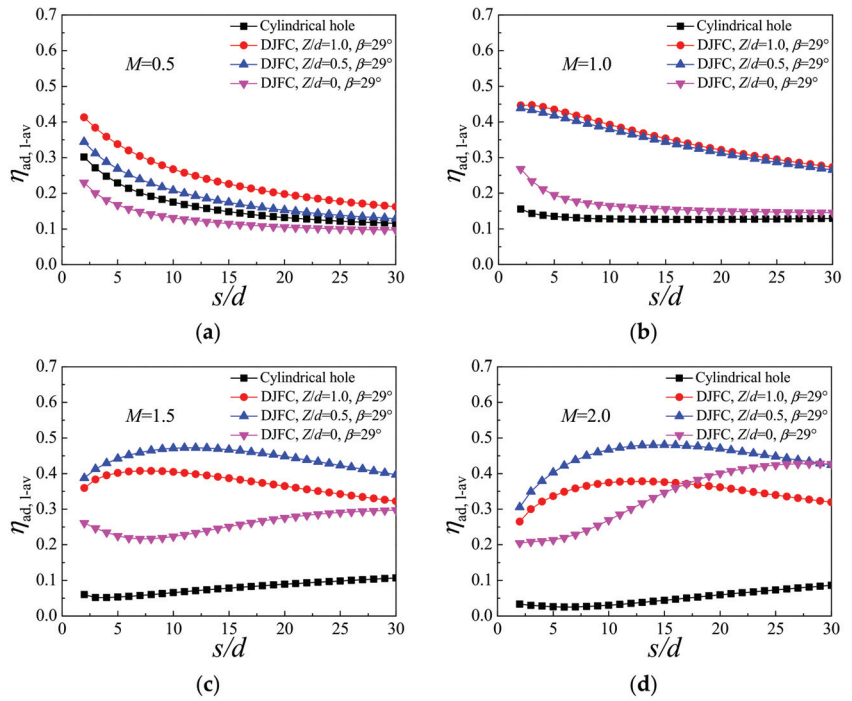 0.7
0.6
0.5
0.4
0.3
0.2
0.1
0.0
η_ad, l-av
M=0.5
Cylindrical hole
DJFC, Z/d=1.0, β=29°
DJFC, Z/d=0.5, β=29°
DJFC, Z/d=0, β=29°
0 5 10 15 20 25 30
s/d
(a)
0.7
0.6
0.5
0.4
0.3
0.2
0.1
0.0
η_ad, l-av
M=1.0
Cylindrical hole
DJFC, Z/d=1.0, β=29°
DJFC, Z/d=0.5, β=29°
DJFC, Z/d=0, β=29°
0 5 10 15 20 25 30
s/d
(b)
0.7
0.6
0.5
0.4
0.3
0.2
0.1
0.0
η_ad, l-av
M=1.5
Cylindrical hole
DJFC, Z/d=1.0, β=29°
DJFC, Z/d=0.5, β=29°
DJFC, Z/d=0, β=29°
0 5 10 15 20 25 30
s/d
(c)
0.7
0.6
0.5
0.4
0.3
0.2
0.1
0.0
η_ad, l-av
M=2.0
Cylindrical hole
DJFC, Z/d=1.0, β=29°
DJFC, Z/d=0.5, β=29°
DJFC, Z/d=0, β=29°
0 5 10 15 20 25 30
s/d
(d)